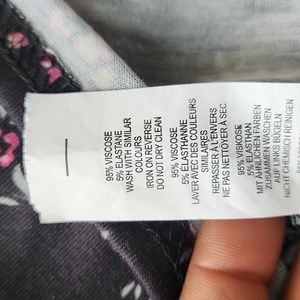 95% VISCOSE
5% ELASTANE
WASH WITH SIMILAR
COLOURS
IRON ON REVERSE
DO NOT DRY CLEAN
95% VISCOSE
5% ELASTHANNE
LAVER AVEC DES COULEURS
SIMILAIRES
REPASSER À L'ENVERS
NE PAS NETTOYER À SEC
95% VISKOSE
5% ELASTHAN
MIT ÄHNLICHEN FARBEN
ZUSAMMEN WASCHEN
AUF LINKS BÜGELN
NICHT CHEMISCH REINIGEN